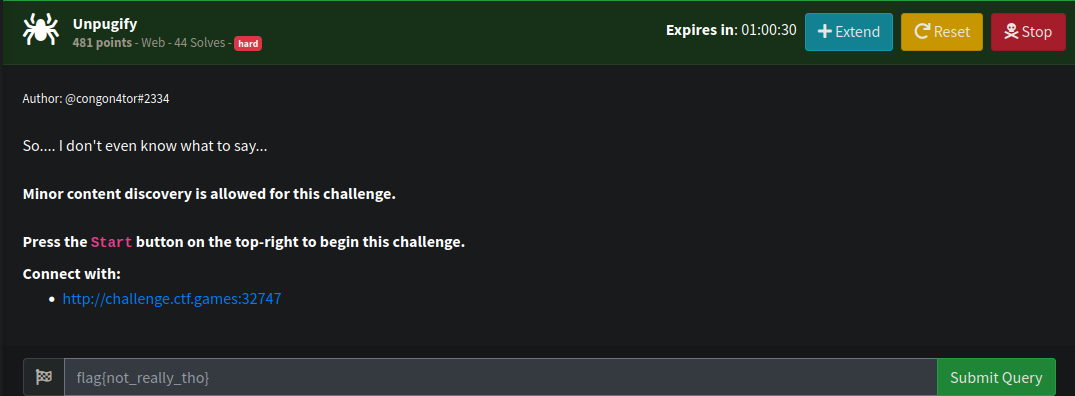 Unpugify
481 points - Web - 44 Solves - hard
Expires in: 01:00:30
Extend
Reset
Stop
Author: @congon4tor#2334
So.... I don't even know what to say...
Minor content discovery is allowed for this challenge.
Press the Start button on the top-right to begin this challenge.
Connect with:
http://challenge.ctf.games:32747
flag{not_really_tho}
Submit Query